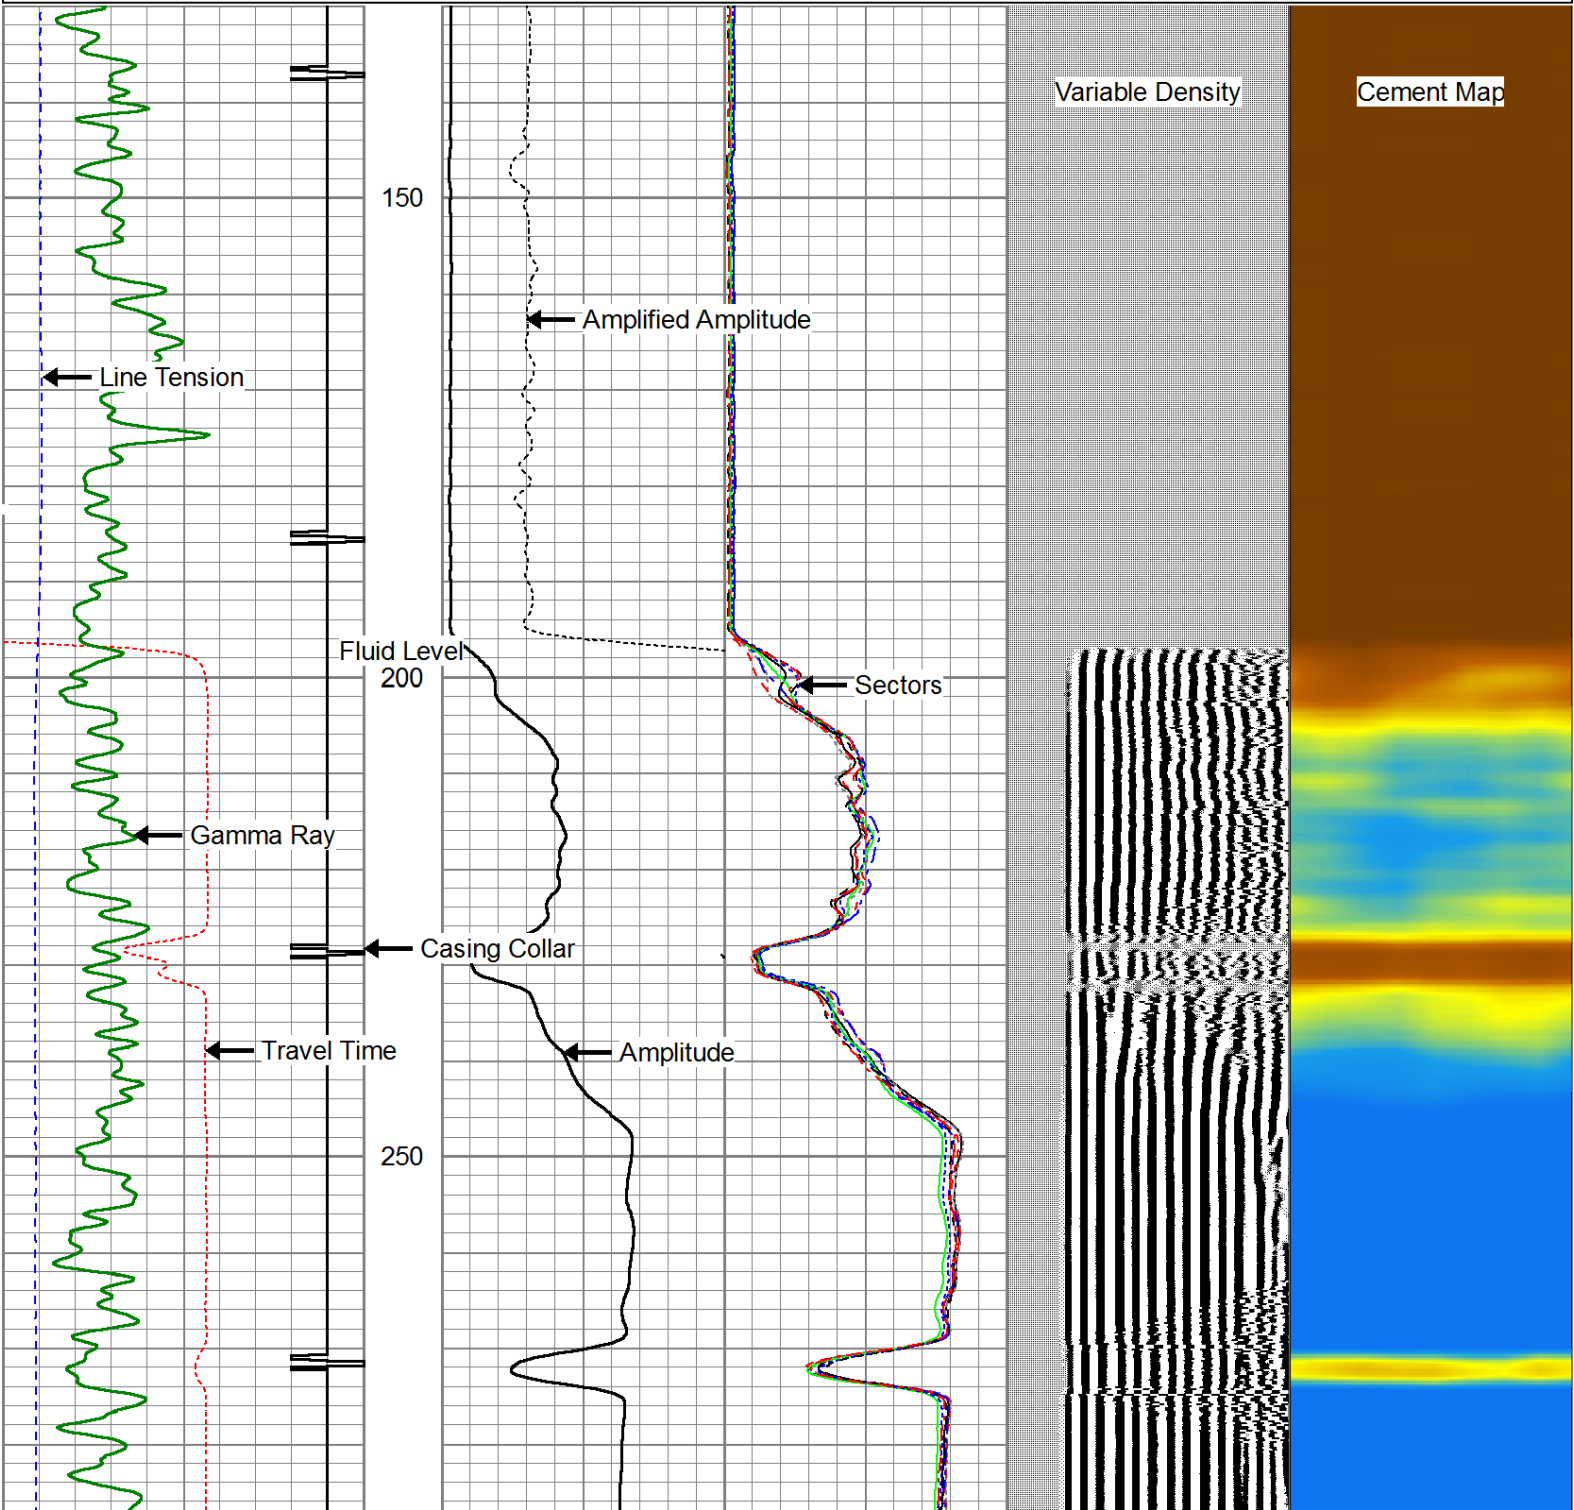 Variable Density
Cement Map
150
Amplified Amplitude
Line Tension
Fluid Level
200
Sectors
Gamma Ray
Casing Collar
Travel Time
Amplitude
250